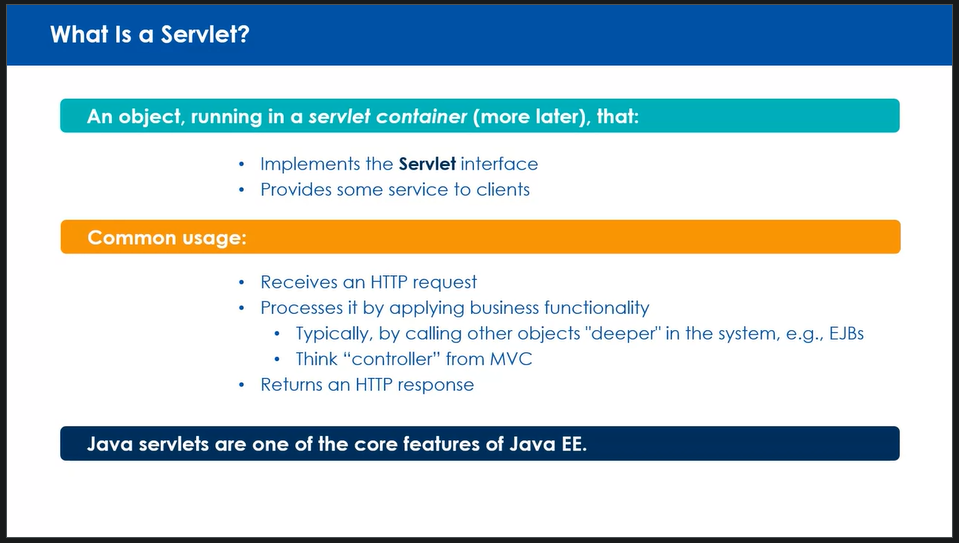 What Is a Servlet?
An object, running in a servlet container (more later), that:
• Implements the Servlet interface
• Provides some service to clients
Common usage:
• Receives an HTTP request
• Processes it by applying business functionality
• Typically, by calling other objects "deeper" in the system, e.g., EJBs
• Think “controller” from MVC
• Returns an HTTP response
Java servlets are one of the core features of Java EE.